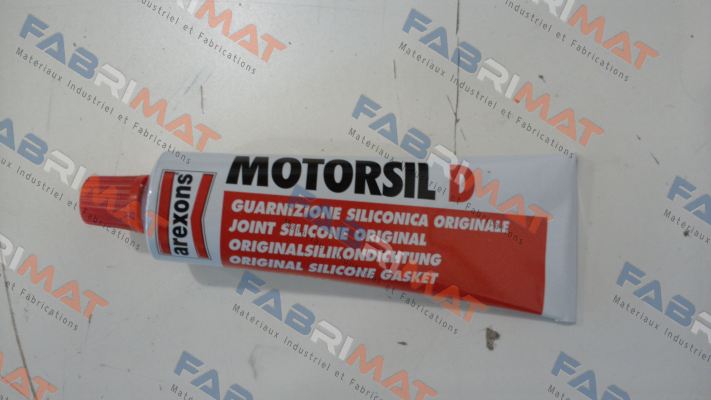 arexons
MOTORSIL D
GUARNIZIONE SILICONICA ORIGINALE
JOINT SILICONE ORIGINAL
ORIGINALSILIKONDICHTUNG
ORIGINAL SILICONE GASKET
FABRIMAT
Materiaux Industriel et Fabrications